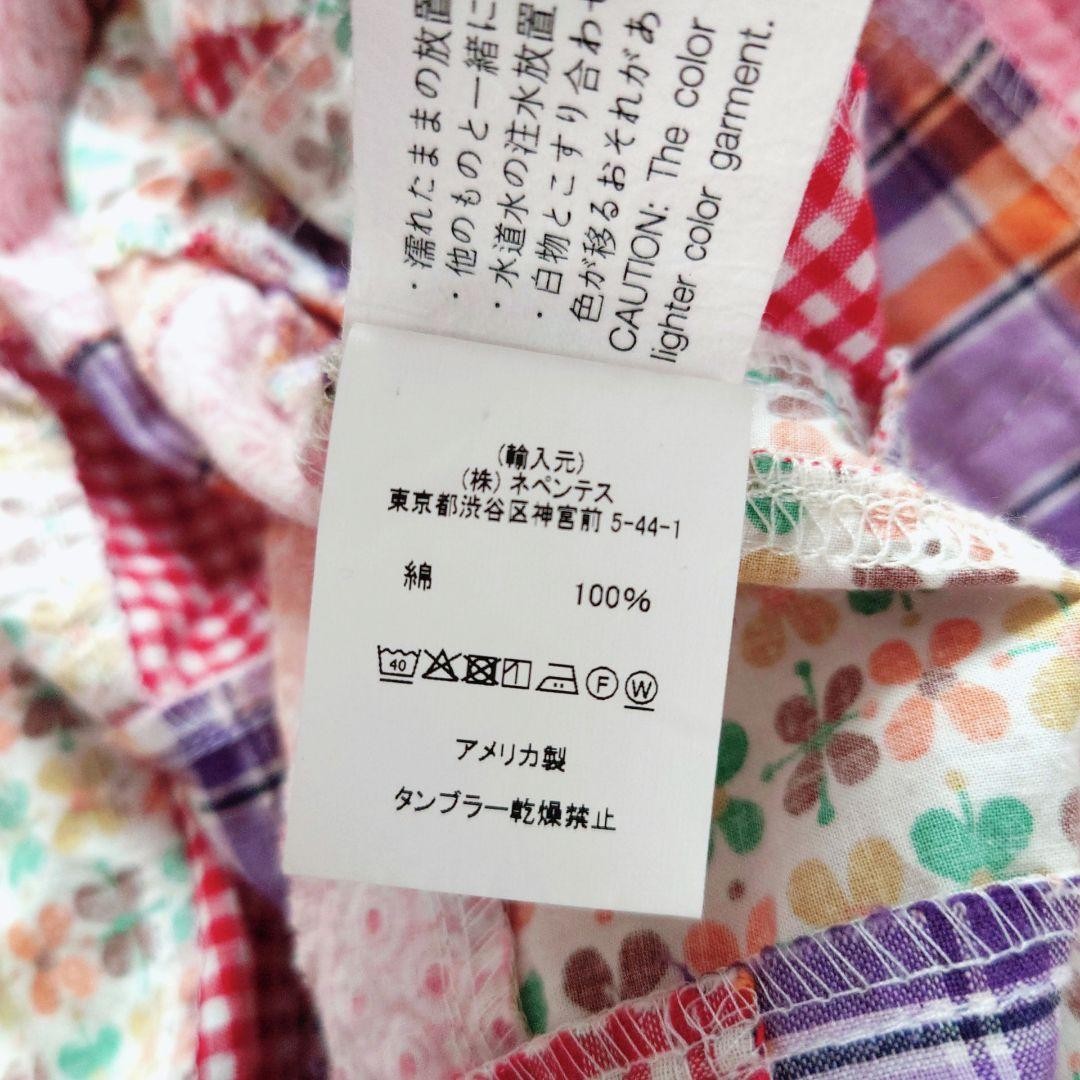 ・濡れたままの放置
・他のものと一緒に
・水道水の注水放置
・白物とこすり合わせ
色が移るおそれがあ
CAUTION: The color
lighter color garment.
(輸入元)
(株) ネペンテス
東京都渋谷区神宮前 5-44-1
綿 100%
40 F W
アメリカ製
タンブラー乾燥禁止